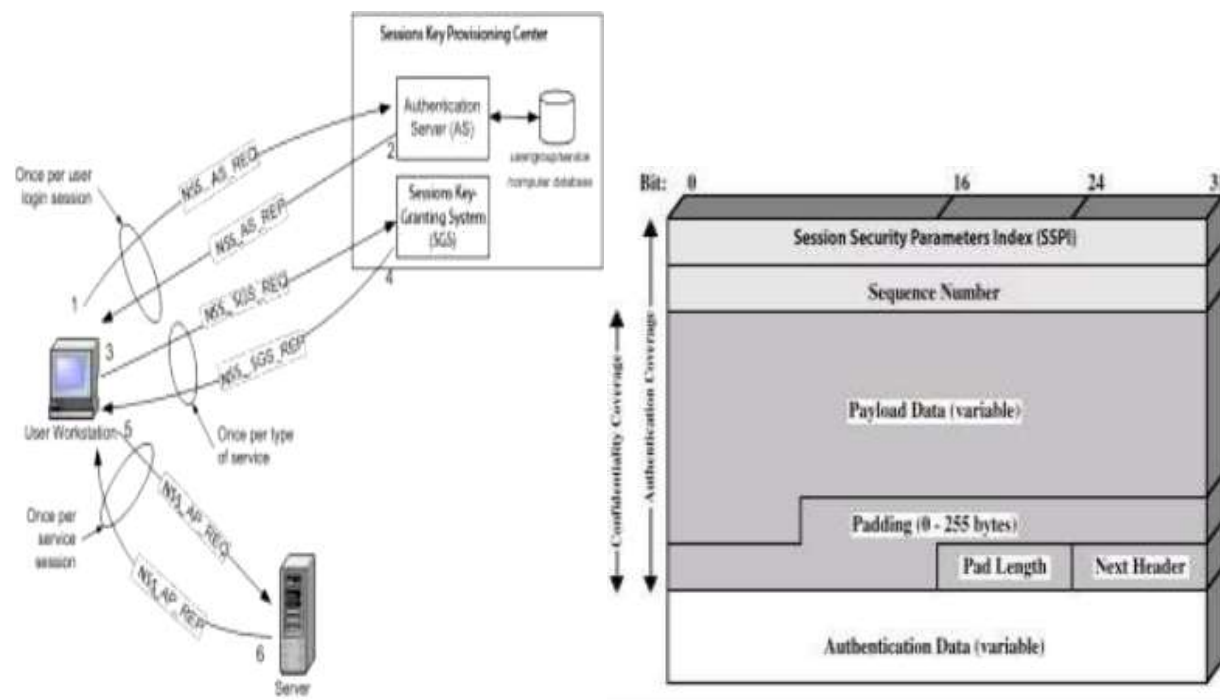 Sessions Key Provisioning Center
Authentication
Server (AS)
usergroup/service
/komputer database
Sessions Key-
Granting System
(SGS)
Once per user
login session
NSS_AS_REQ
NSS_AS_REP
NSS_SGS_REQ
NSS_SGS_REP
1
2
3
4
User Workstation
5
Once per type
of service
Once per
service
session
NSS_AP_REQ
NSS_AP_REP
6
Server
Bit: 0 16 24 3
Session Security Parameters Index (SSPI)
Sequence Number
Payload Data (variable)
Padding (0 - 255 bytes)
Pad Length Next Header
Authentication Data (variable)
Confidentiality Coverage
Authentication Coverage